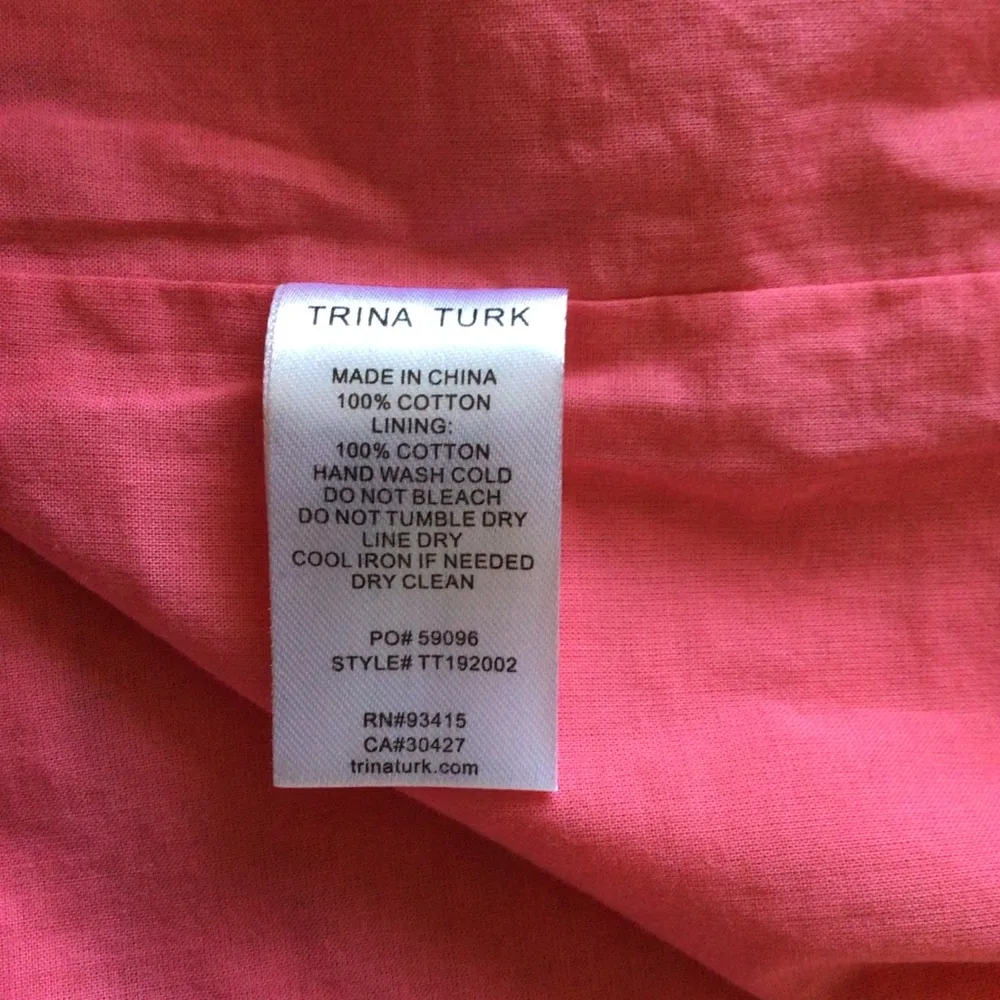 TRINA TURK
MADE IN CHINA
100% COTTON
LINING:
100% COTTON
HAND WASH COLD
DO NOT BLEACH
DO NOT TUMBLE DRY
LINE DRY
COOL IRON IF NEEDED
DRY CLEAN
PO# 59096
STYLE# TT192002
RN#93415
CA#30427
trinaturk.com